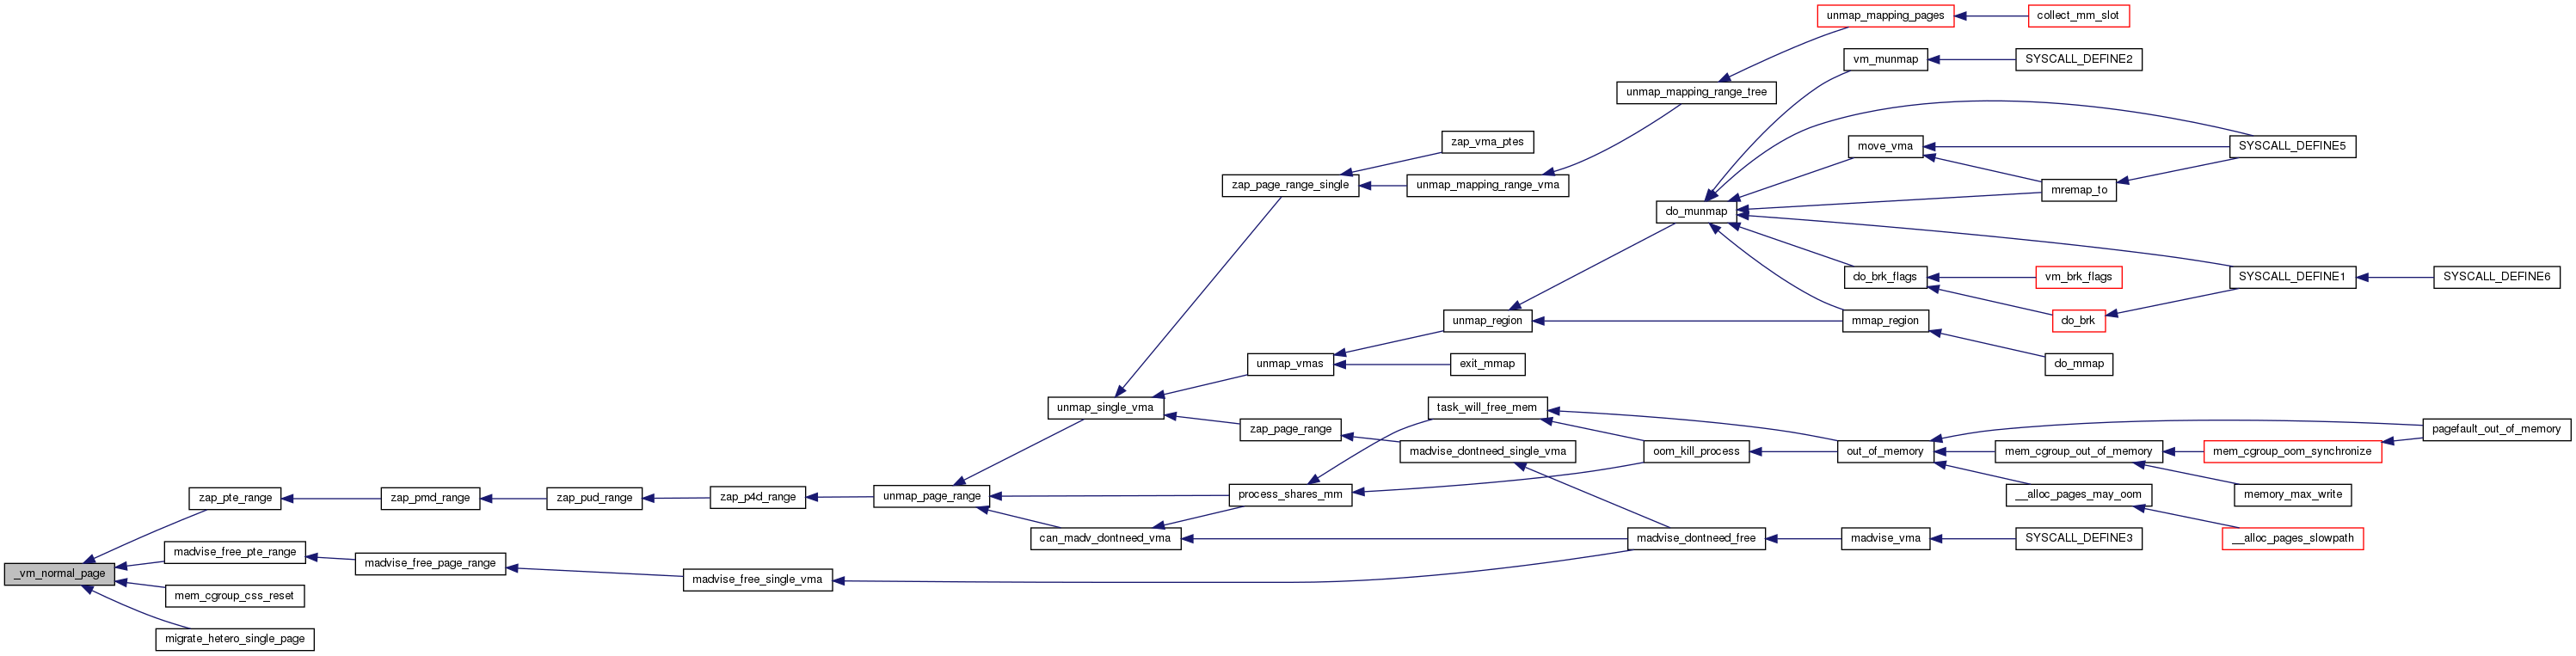 unmap_mapping_pages
collect_mm_slot
vm_munmap
SYSCALL_DEFINE2
unmap_mapping_range_tree
zap_vma_ptes
move_vma
SYSCALL_DEFINE5
zap_page_range_single
unmap_mapping_range_vma
mremap_to
do_munmap
do_brk_flags
vm_brk_flags
SYSCALL_DEFINE1
SYSCALL_DEFINE6
unmap_region
mmap_region
do_brk
unmap_vmas
exit_mmap
do_mmap
unmap_single_vma
task_will_free_mem
zap_page_range
pagefault_out_of_memory
madvise_dontneed_single_vma
oom_kill_process
out_of_memory
mem_cgroup_out_of_memory
mem_cgroup_oom_synchronize
zap_pte_range
zap_pmd_range
zap_pud_range
zap_p4d_range
unmap_page_range
process_shares_mm
__alloc_pages_may_oom
memory_max_write
can_madv_dontneed_vma
madvise_dontneed_free
madvise_vma
SYSCALL_DEFINE3
__alloc_pages_slowpath
madvise_free_pte_range
madvise_free_page_range
_vm_normal_page
madvise_free_single_vma
mem_cgroup_css_reset
migrate_hetero_single_page